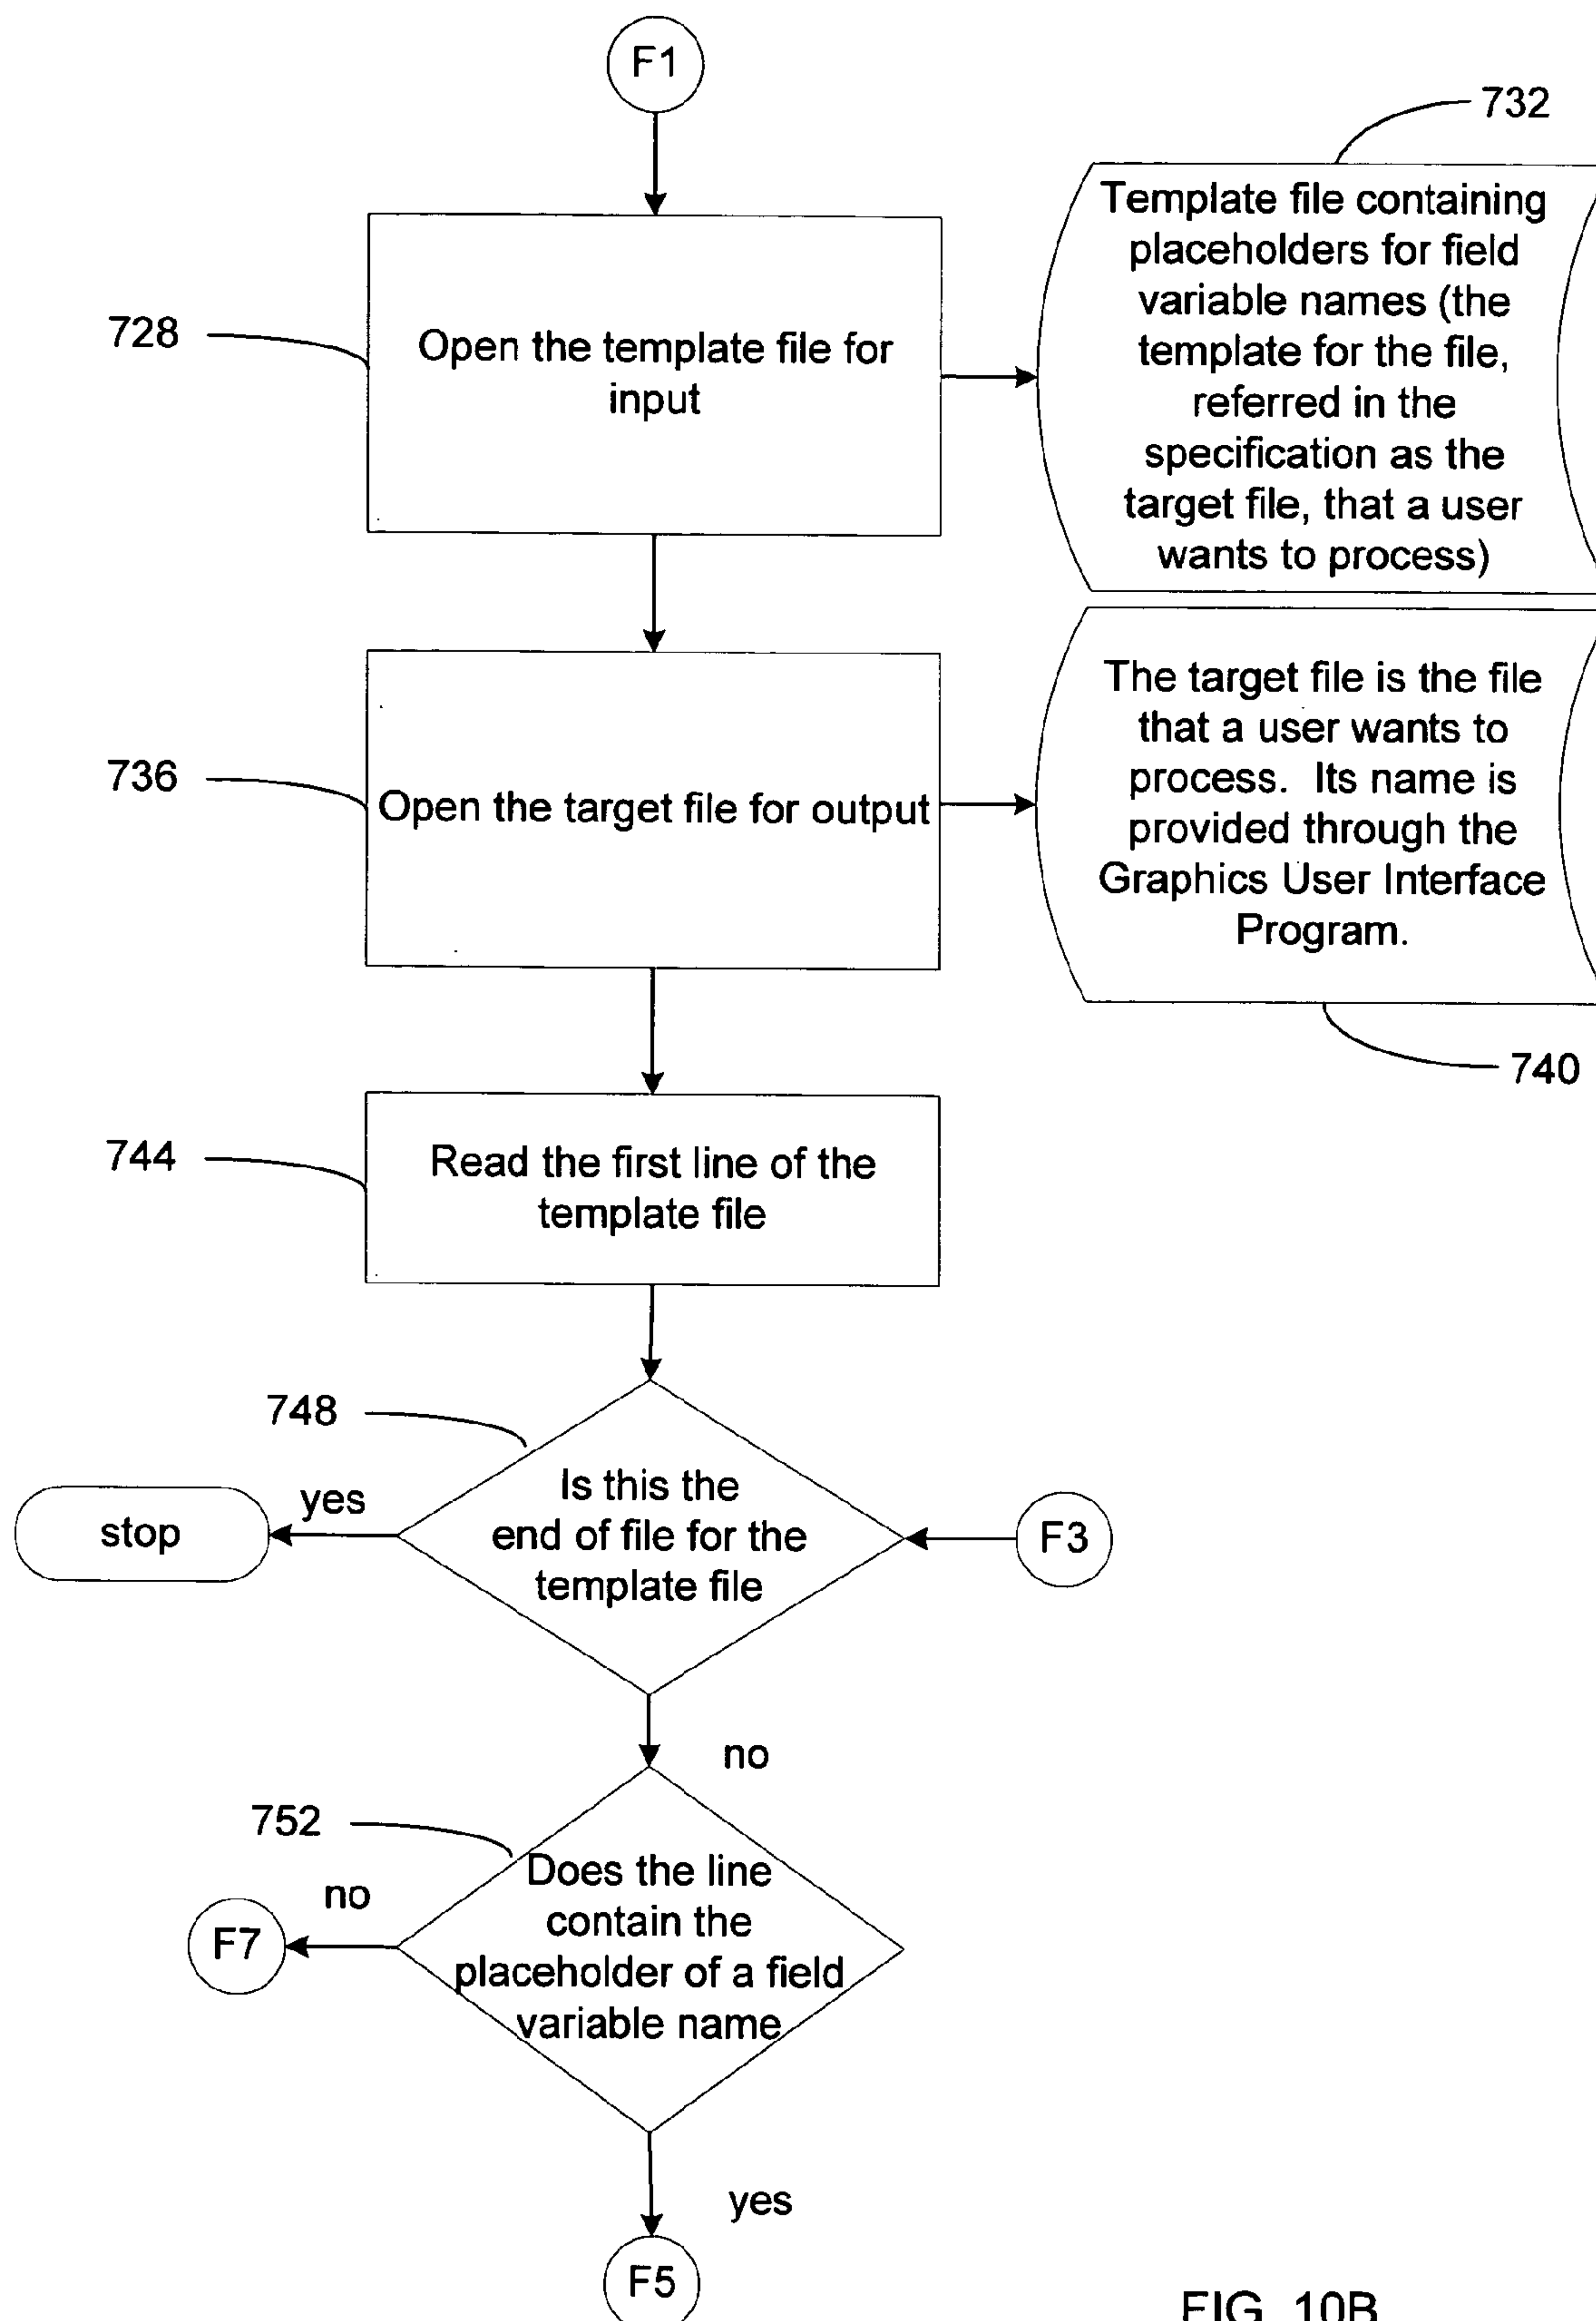 F1
732
Template file containing
placeholders for field
variable names (the
template for the file,
referred in the
specification as the
target file, that a user
wants to process)
728
Open the template file for
input
The target file is the file
that a user wants to
process. Its name is
provided through the
Graphics User Interface
Program.
736
Open the target file for output
740
744
Read the first line of the
template file
748
Is this the
end of file for the
template file
yes
stop
F3
no
752
Does the line
contain the
placeholder of a field
variable name
no
F7
yes
F5
FIG. 10B